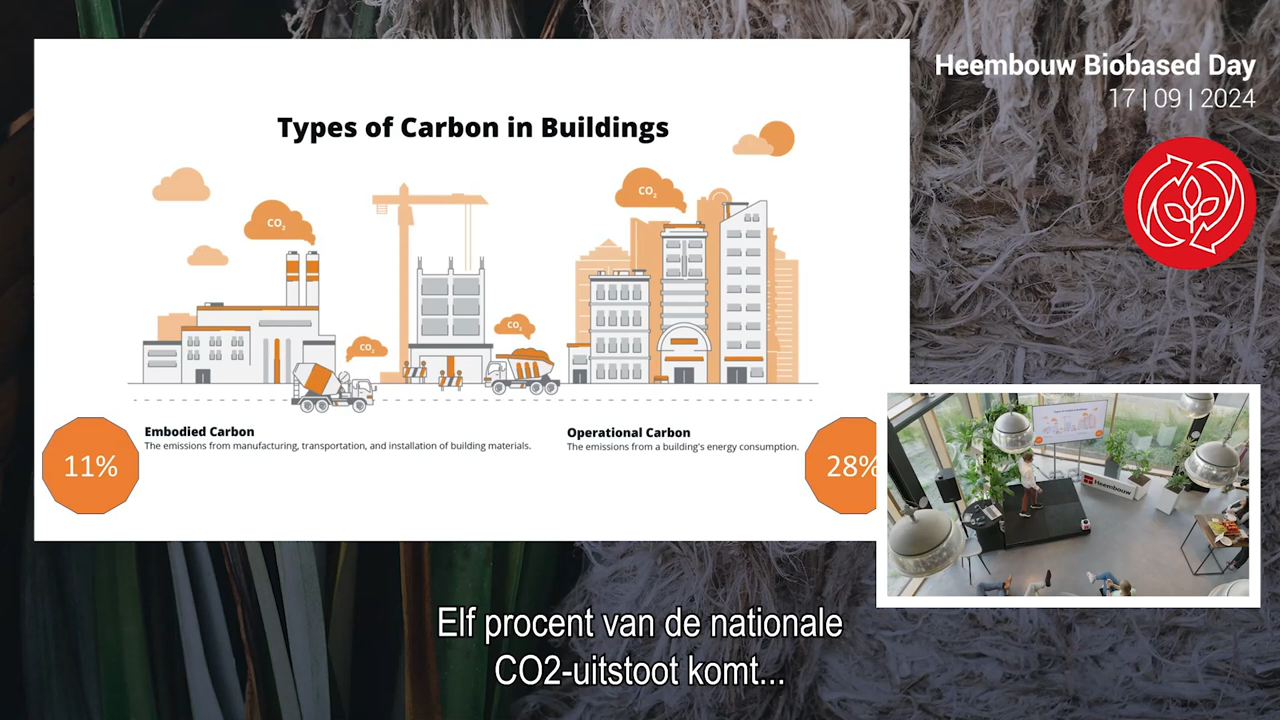 Heembouw Biobased Day
17 | 09 | 2024
Types of Carbon in Buildings
CO2
CO2
CO2
CO2
Embodied Carbon
The emissions from manufacturing, transportation, and installation of building materials.
11%
Operational Carbon
The emissions from a building's energy consumption.
28%
Heembouw
Elf procent van de nationale
CO2-uitstoot komt...